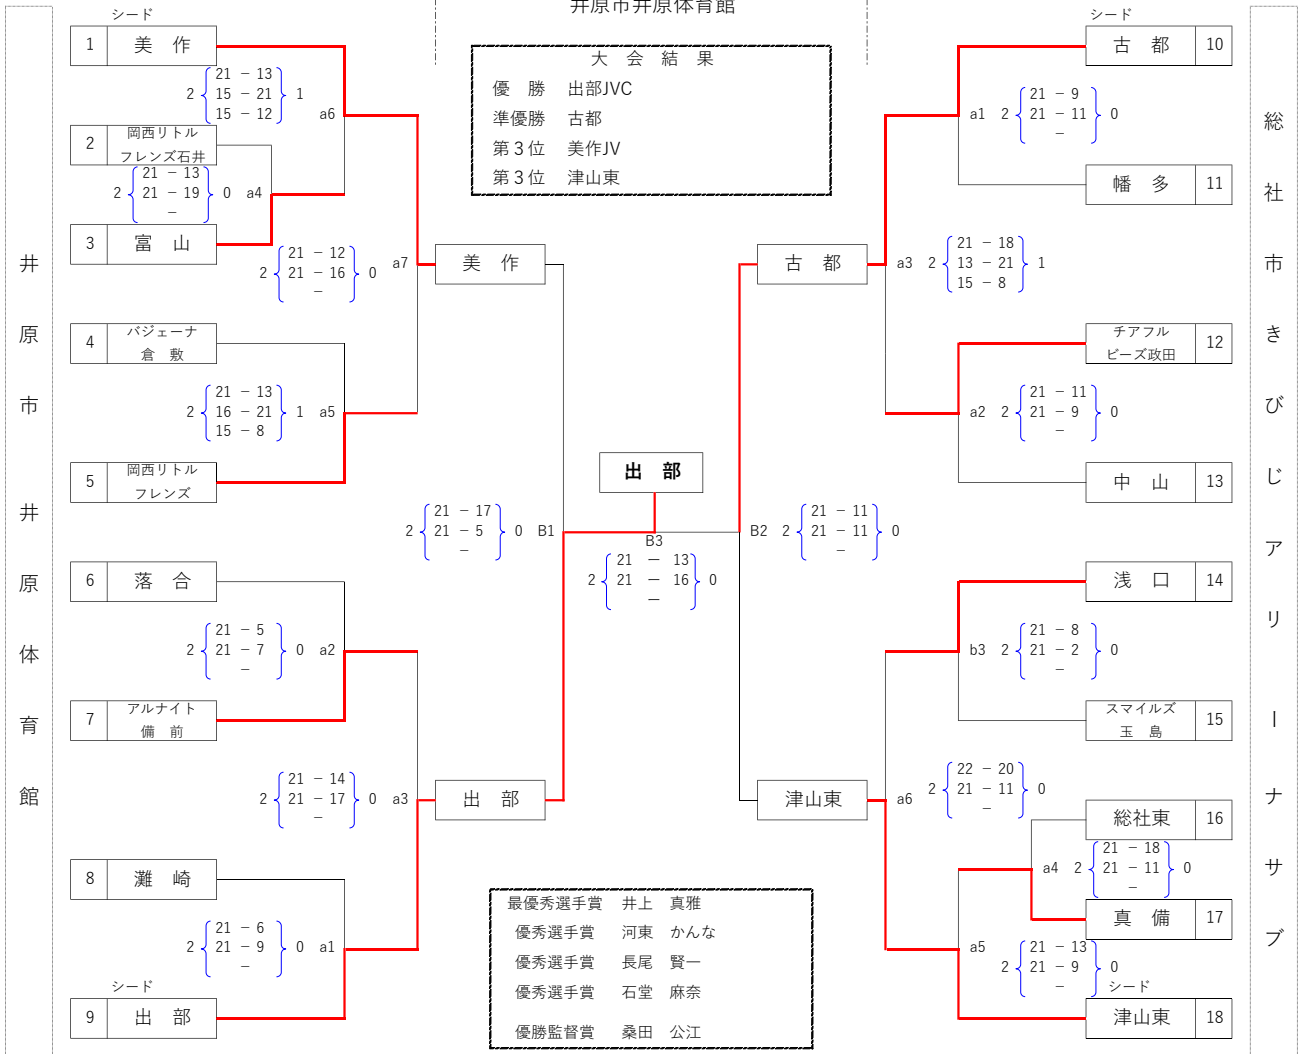 井原市井原体育館
大会結果
優　勝　出部JVC
準優勝　古都
第３位　美作JV
第３位　津山東
井原市　井原体育館
シード
1 美作
21 － 13
2 15 － 21 1
15 － 12
a6
2 岡西リトル
フレンズ石井
21 － 13
2 21 － 19 0 a4
－
3 富山
21 － 12
2 21 － 16 0 a7
－
美作
4 バジェーナ
倉敷
21 － 13
2 16 － 21 1 a5
15 － 8
5 岡西リトル
フレンズ
21 － 17
2 21 － 5 0 B1
－
6 落合
21 － 5
2 21 － 7 0 a2
－
7 アルナイト
備前
21 － 14
2 21 － 17 0 a3
－
出部
8 灘崎
21 － 6
2 21 － 9 0 a1
－
シード
9 出部
出部
B3
21 － 13
2 21 － 16 0
－
シード
古都 10
21 － 9
a1 2 21 － 11 0
－
幡多 11
古都
21 － 18
a3 2 13 － 21 1
15 － 8
チアフル
ビーズ政田 12
21 － 11
a2 2 21 － 9 0
－
中山 13
21 － 11
B2 2 21 － 11 0
－
浅口 14
21 － 8
b3 2 21 － 2 0
－
スマイルズ
玉島 15
津山東
22 － 20
a6 2 21 － 11 0
－
総社東 16
21 － 18
a4 2 21 － 11 0
－
真備 17
21 － 13
a5 2 21 － 9 0
－
シード
津山東 18
総社市きびじアリーナサブ
最優秀選手賞　井上　真雅
優秀選手賞　河東　かんな
優秀選手賞　長尾　賢一
優秀選手賞　石堂　麻奈
優勝監督賞　桑田　公江